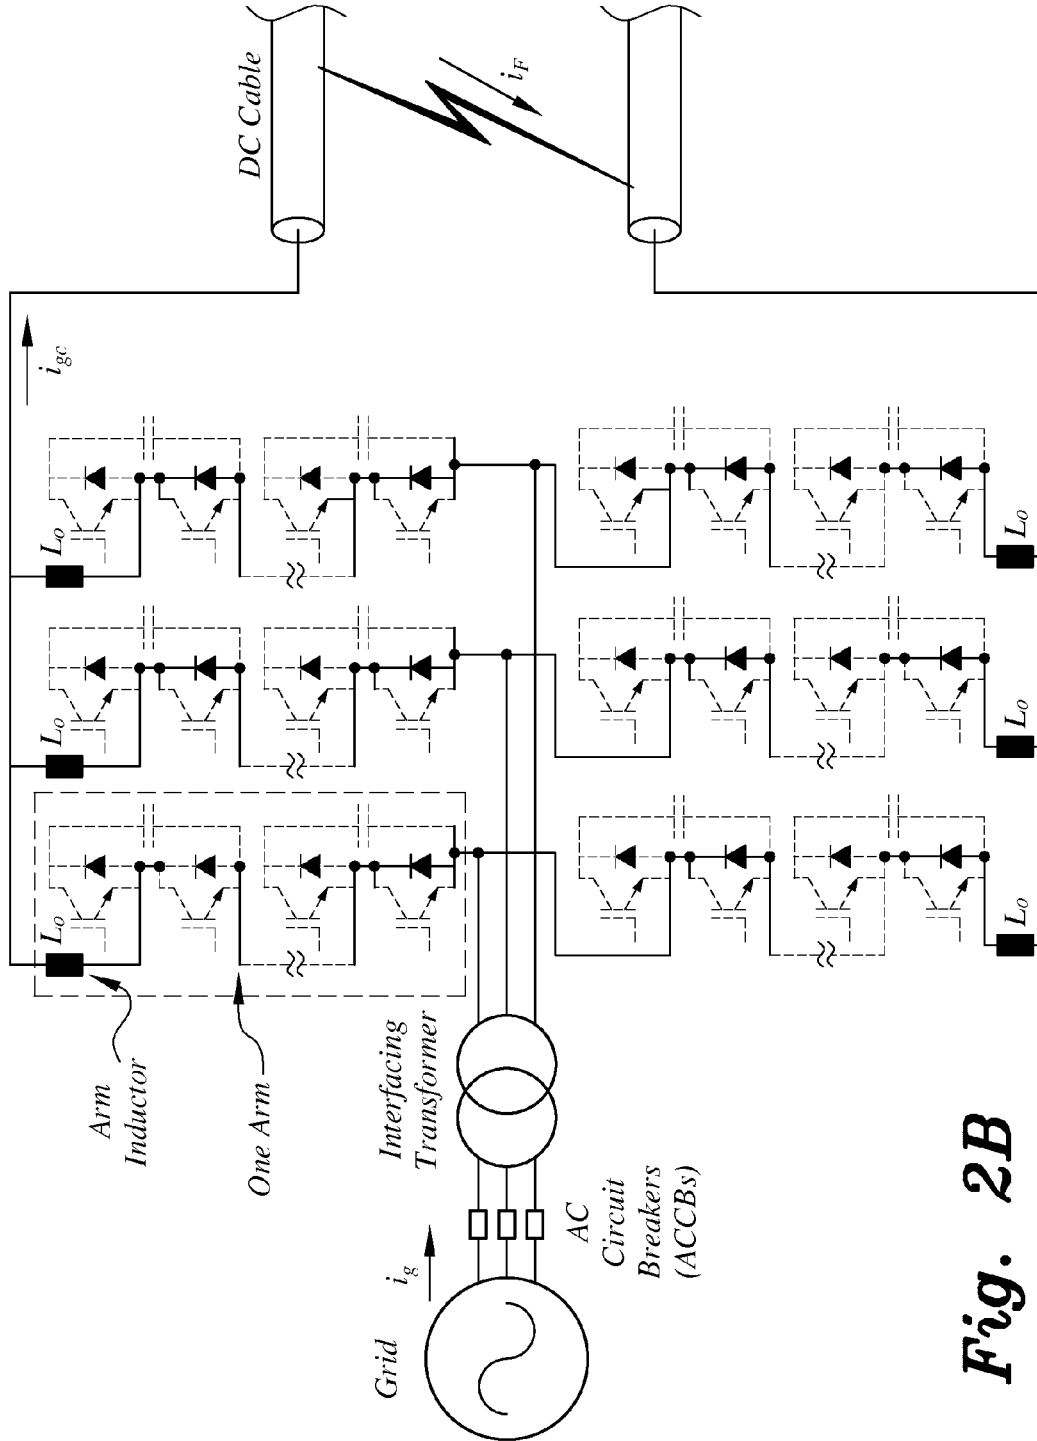 DC Cable
i_F
i_gc
L_o
L_o
L_o
L_o
L_o
L_o
Arm
Inductor
One Arm
Interfacing
Transformer
AC
Circuit
Breakers
(ACCBs)
i_g
Grid
Fig. 2B